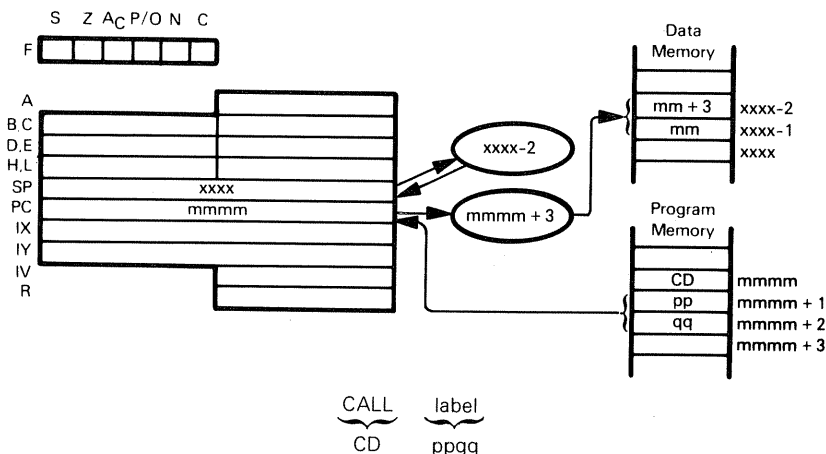 S Z AC P/O N C
F
A
B,C
D,E
H,L
SP xxxx
PC mmmm
IX
IY
IV
R
xxxx-2
mmmm + 3
Data
Memory
mm + 3 xxxx-2
mm xxxx-1
xxxx
Program
Memory
CD mmmm
pp mmmm + 1
qq mmmm + 2
mmmm + 3
CALL label
CD ppqq